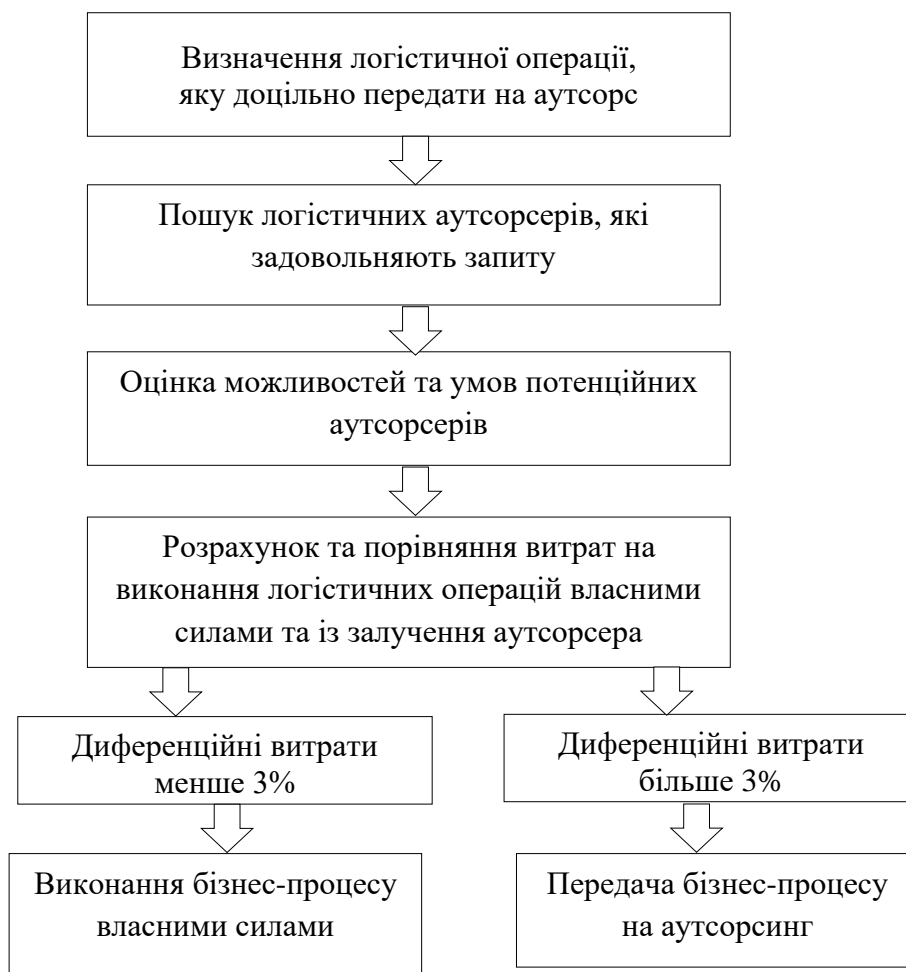 Визначення логістичної операції,
яку доцільно передати на аутсорс
Пошук логістичних аутсорсерів, які
задовольняють запиту
Оцінка можливостей та умов потенційних
аутсорсерів
Розрахунок та порівняння витрат на
виконання логістичних операцій власними
силами та із залучення аутсорсера
Диференційні витрати
менше 3%
Диференційні витрати
більше 3%
Виконання бізнес-процесу
власними силами
Передача бізнес-процесу
на аутсорсинг